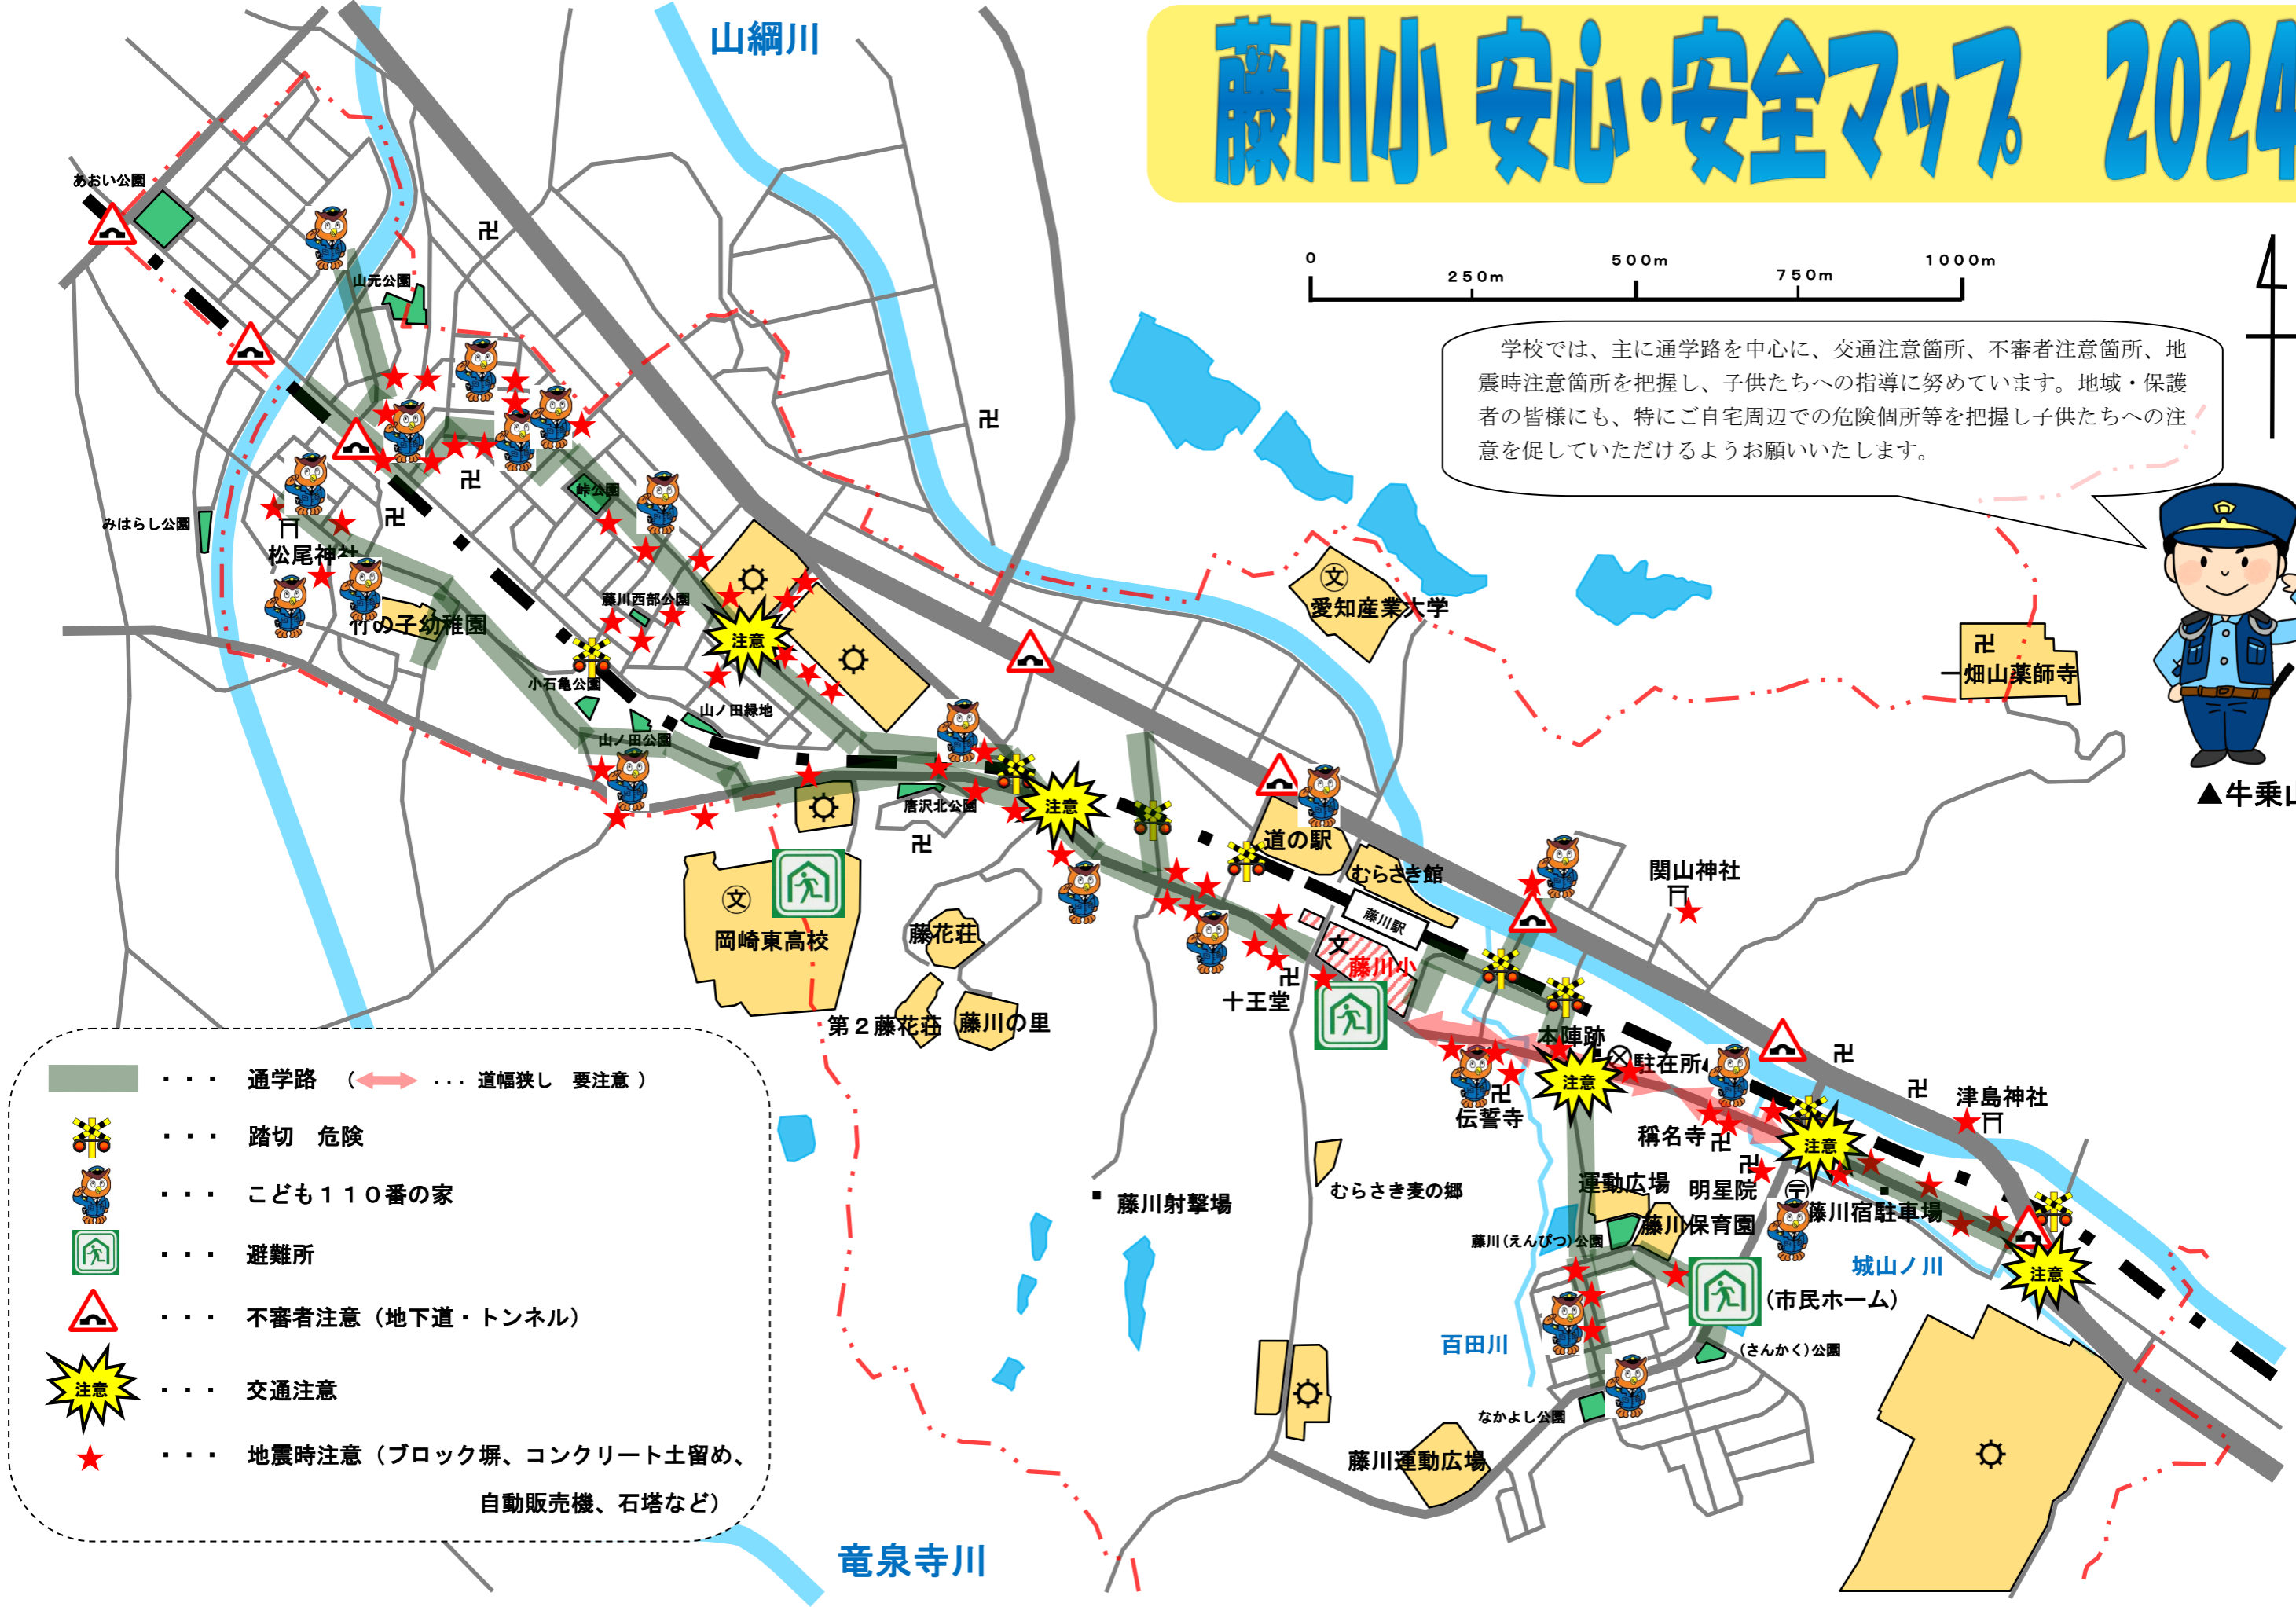 藤川小 安心・安全マップ 2024
山綱川
0 250m 500m 750m 1000m
学校では、主に通学路を中心に、交通注意箇所、不審者注意箇所、地
震時注意箇所を把握し、子供たちへの指導に努めています。地域・保護
者の皆様にも、特にご自宅周辺での危険個所等を把握し子供たちへの注
意を促していただけるようお願いいたします。
あおい公園
山元公園
峠公園
みはらし公園
松尾神社
竹の子幼稚園
藤川西部公園
注意
小石亀公園
山ノ田緑地
山ノ田公園
唐沢北公園
注意
文
愛知産業大学
畑山薬師寺
▲牛乗山
道の駅
むらさき館
藤川駅
関山神社
文
岡崎東高校
藤花荘
第2藤花荘
藤川の里
文
藤川小
十王堂
本陣跡
注意
駐在所
伝誓寺
稱名寺
注意
津島神社
明星院
藤川宿駐車場
城山ノ川
注意
運動広場
藤川保育園
藤川(えんぴつ)公園
むらさき麦の郷
藤川射撃場
(市民ホーム)
(さんかく)公園
百田川
なかよし公園
藤川運動広場
竜泉寺川
・・・ 通学路 (・・・ 道幅狭し 要注意)
・・・ 踏切 危険
・・・ こども110番の家
・・・ 避難所
・・・ 不審者注意(地下道・トンネル)
注意 ・・・ 交通注意
・・・ 地震時注意(ブロック塀、コンクリート土留め、
自動販売機、石塔など)